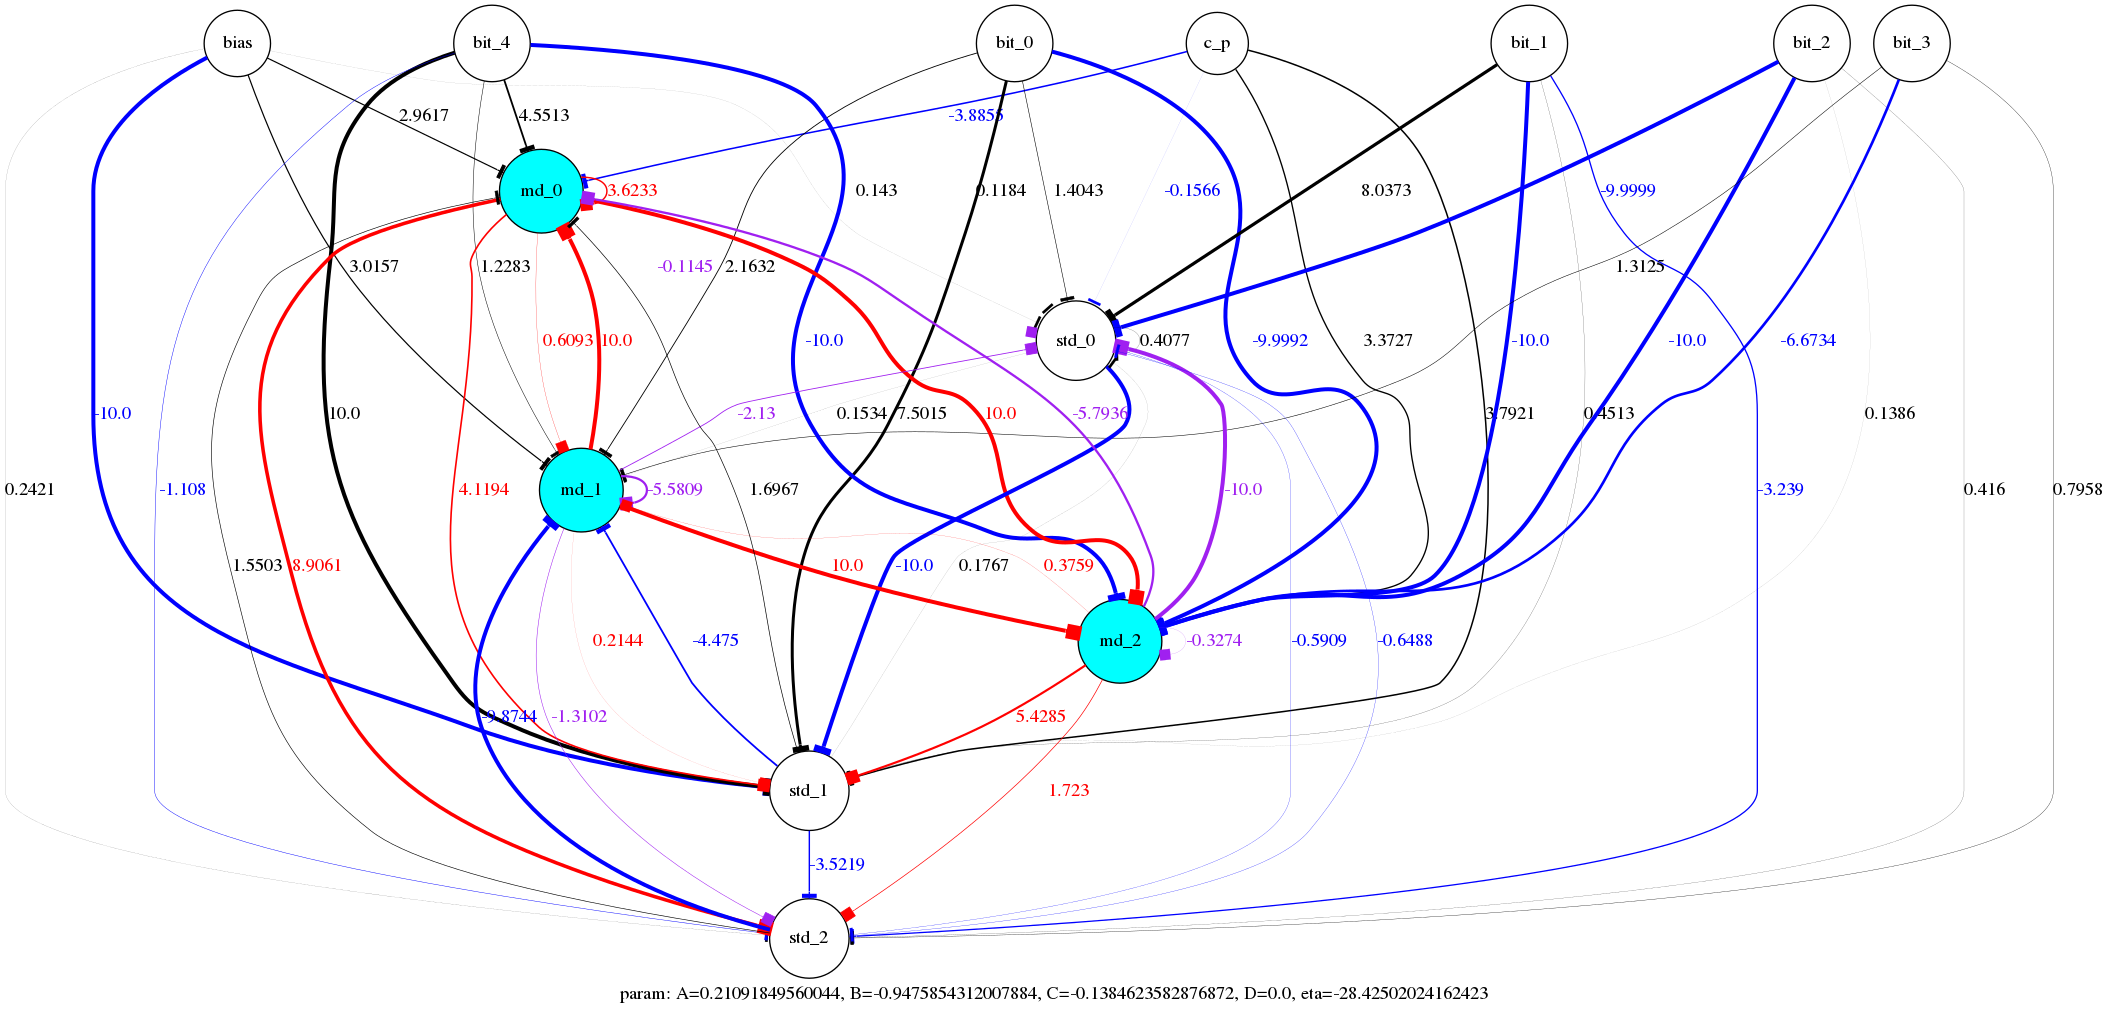 bias bit_4 bit_0 c_p bit_1 bit_2 bit_3
2.9617 4.5513 -3.8855
md_0 3.6233 0.143 0.1184 1.4043 -0.1566 8.0373 -9.9999
3.0157 1.2283 -0.1145 2.1632 1.3125
0.6093 10.0 -10.0 std_0 0.4077 -9.9992 3.3727 -10.0 -10.0 -6.6734
-10.0 10.0 -2.13 0.1534 7.5015 10.0 -5.7936 3.7921 0.4513 0.1386
0.2421 -1.108 4.1194 md_1 -5.5809 1.6967 -10.0 -3.239 0.416 0.7958
1.5503 8.9061 10.0 -10.0 0.1767 0.3759
0.2144 -4.475 md_2 -0.3274 -0.5909 -0.6488
-9.8744 -1.3102 5.4285
std_1 1.723
-3.5219
std_2
param: A=0.21091849560044, B=-0.9475854312007884, C=-0.1384623582876872, D=0.0, eta=-28.42502024162423